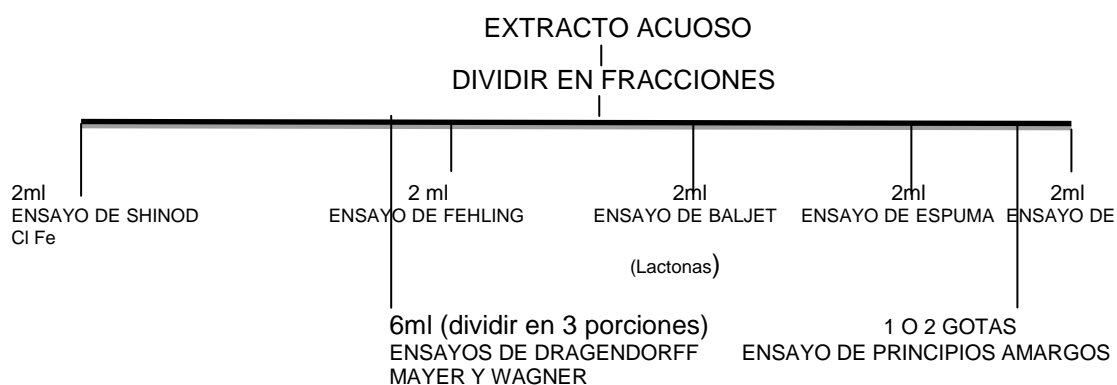 EXTRACTO ACUOSO
DIVIDIR EN FRACCIONES
2ml
ENSAYO DE SHINOD
Cl Fe
2 ml
ENSAYO DE FEHLING
2ml
ENSAYO DE BALJET
(Lactonas)
2ml
ENSAYO DE ESPUMA
2ml
ENSAYO DE
6ml (dividir en 3 porciones)
ENSAYOS DE DRAGENDORFF
MAYER Y WAGNER
1 O 2 GOTAS
ENSAYO DE PRINCIPIOS AMARGOS